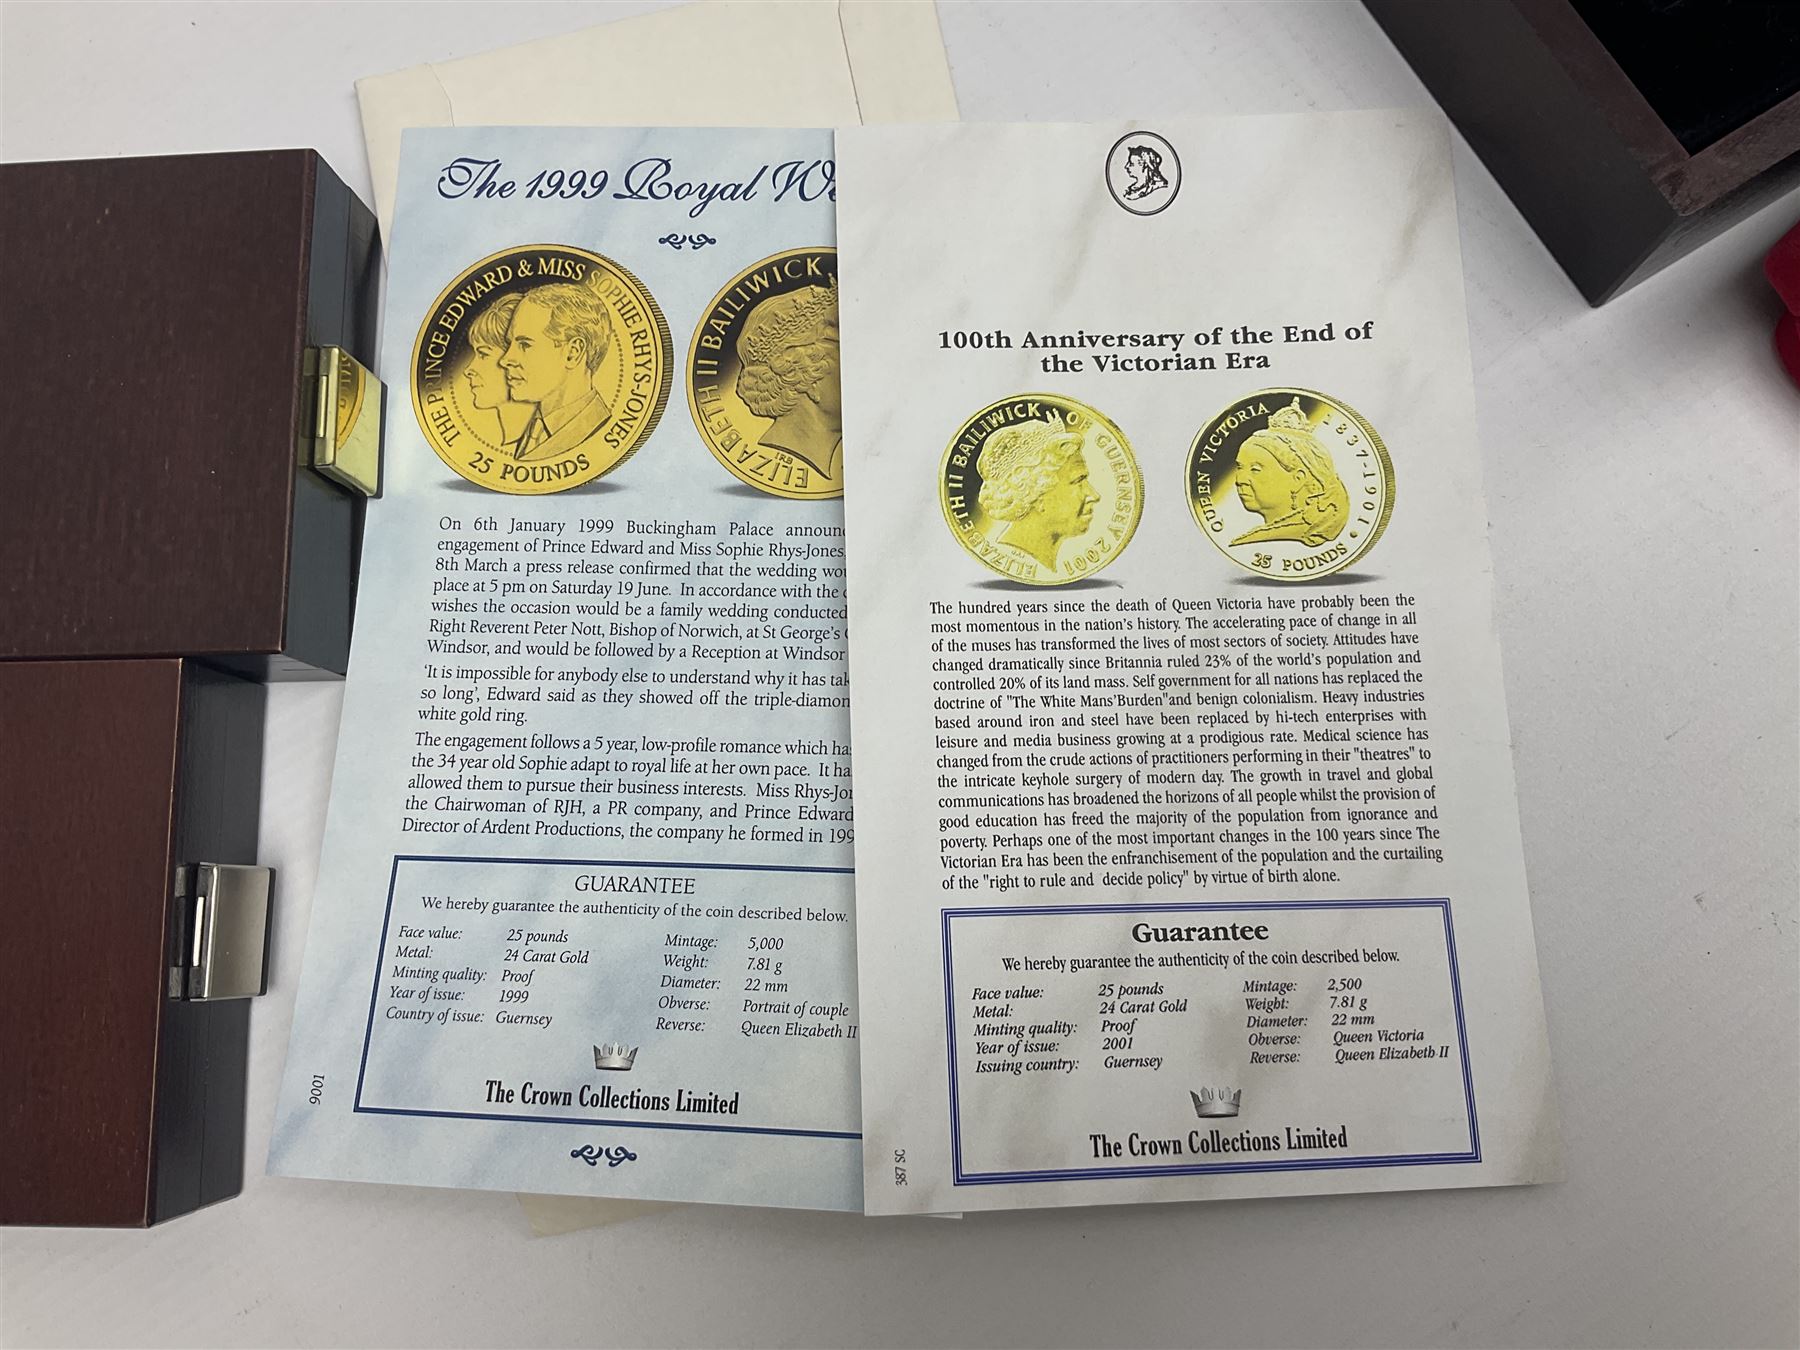 The 1999 Royal
THE PRINCE EDWARD & MISS SOPHIE RHYS-JONES
25 POUNDS
ELIZABETH II BAILIWICK
IRB
On 6th January 1999 Buckingham Palace
engagement of Prince Edward and Miss Sophie Rhys-Jones.
8th March a press release confirmed that the wedding
place at 5 pm on Saturday 19 June. In accordance with the
wishes the occasion would be a family wedding conducted
Right Reverent Peter Nott, Bishop of Norwich, at St George's
Windsor, and would be followed by a Reception at Windsor
'It is impossible for anybody else to understand why it has
so long', Edward said as they showed off the
white gold ring.
The engagement follows a 5 year, low-profile romance which
the 34 year old Sophie adapt to royal life at her own pace. It
allowed them to pursue their business interests. Miss
the Chairwoman of RJH, a PR company, and Prince Edward
Director of Ardent Productions, the company he formed in
GUARANTEE
We hereby guarantee the authenticity of the coin described below.
Face value: 25 pounds Mintage: 5,000
Metal: 24 Carat Gold Weight: 7.81 g
Minting quality: Proof Diameter: 22 mm
Year of issue: 1999 Obverse: Portrait of couple
Country of issue: Guernsey Reverse: Queen Elizabeth II
The Crown Collections Limited
9001
100th Anniversary of the End of
the Victorian Era
ELIZABETH II BAILIWICK OF GUERNSEY 2001
QUEEN VICTORIA 1837-1901
25 POUNDS
The hundred years since the death of Queen Victoria have probably been the
most momentous in the nation's history. The accelerating pace of change in all
of the muses has transformed the lives of most sectors of society. Attitudes have
changed dramatically since Britannia ruled 23% of the world's population and
controlled 20% of its land mass. Self government for all nations has replaced the
doctrine of "The White Mans'Burden"and benign colonialism. Heavy industries
based around iron and steel have been replaced by hi-tech enterprises with
leisure and media business growing at a prodigious rate. Medical science has
changed from the crude actions of practitioners performing in their "theatres" to
the intricate keyhole surgery of modern day. The growth in travel and global
communications has broadened the horizons of all people whilst the provision of
good education has freed the majority of the population from ignorance and
poverty. Perhaps one of the most important changes in the 100 years since The
Victorian Era has been the enfranchisement of the population and the curtailing
of the "right to rule and decide policy" by virtue of birth alone.
Guarantee
We hereby guarantee the authenticity of the coin described below.
Face value: 25 pounds Mintage: 2,500
Metal: 24 Carat Gold Weight: 7.81 g
Minting quality: Proof Diameter: 22 mm
Year of issue: 2001 Obverse: Queen Victoria
Issuing country: Guernsey Reverse: Queen Elizabeth II
The Crown Collections Limited
387 SC